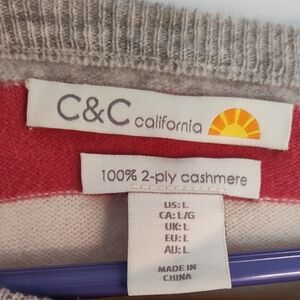 C&C california
100% 2-ply cashmere
US: L
CA: L/G
UK: L
EU: L
AU: L
MADE IN
CHINA